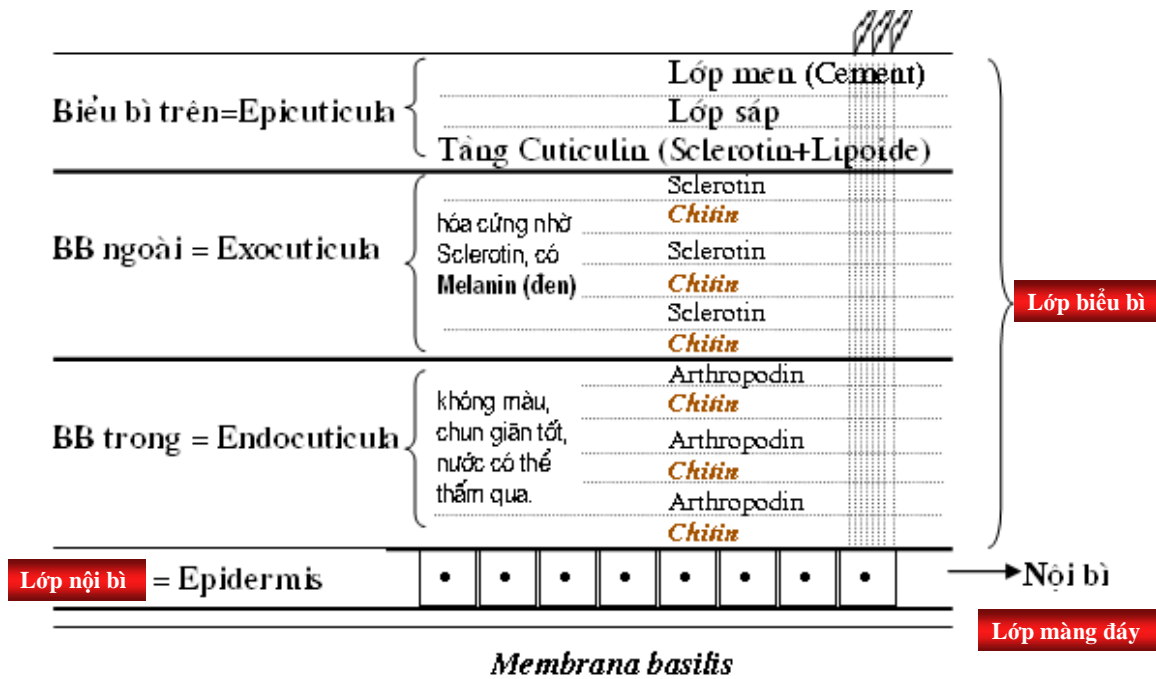 Lớp men (Cement)
Biểu bì trên=Epicuticula
Lớp sáp
Tầng Cuticulin (Sclerotin+Lipoide)
Sclerotin
Chitin
hóa cứng nhờ
Sclerotin, có
Melanin (đen)
BB ngoài = Exocuticula
Sclerotin
Chitin
Sclerotin
Chitin
Lớp biểu bì
Arthropodin
Chitin
không màu,
chun giãn tốt,
nước có thể
thấm qua.
BB trong = Endocuticula
Arthropodin
Chitin
Arthropodin
Chitin
Lớp nội bì = Epidermis
Nội bì
Lớp màng đáy
Membrana basilis